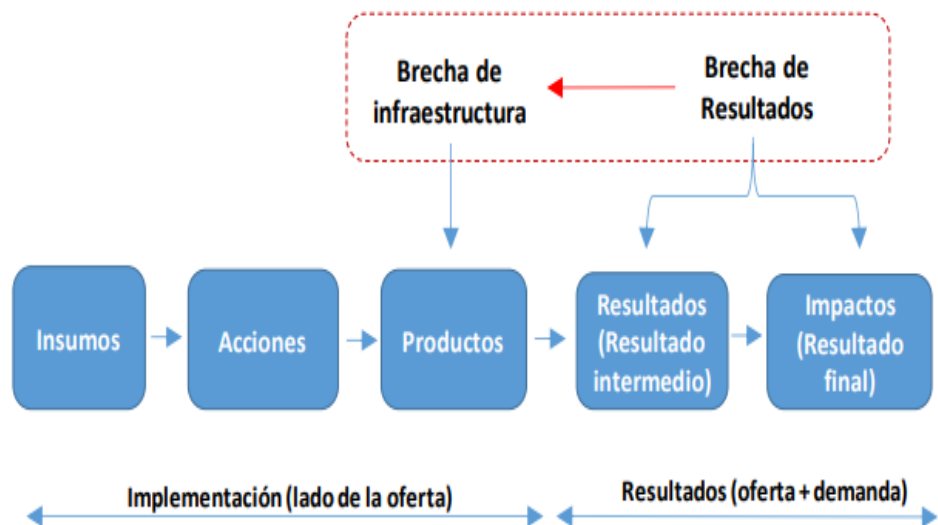 Brecha de
infraestructura
Brecha de
Resultados
Insumos
Acciones
Productos
Resultados
(Resultado
intermedio)
Impactos
(Resultado
final)
Implementación (lado de la oferta)
Resultados (oferta + demanda)